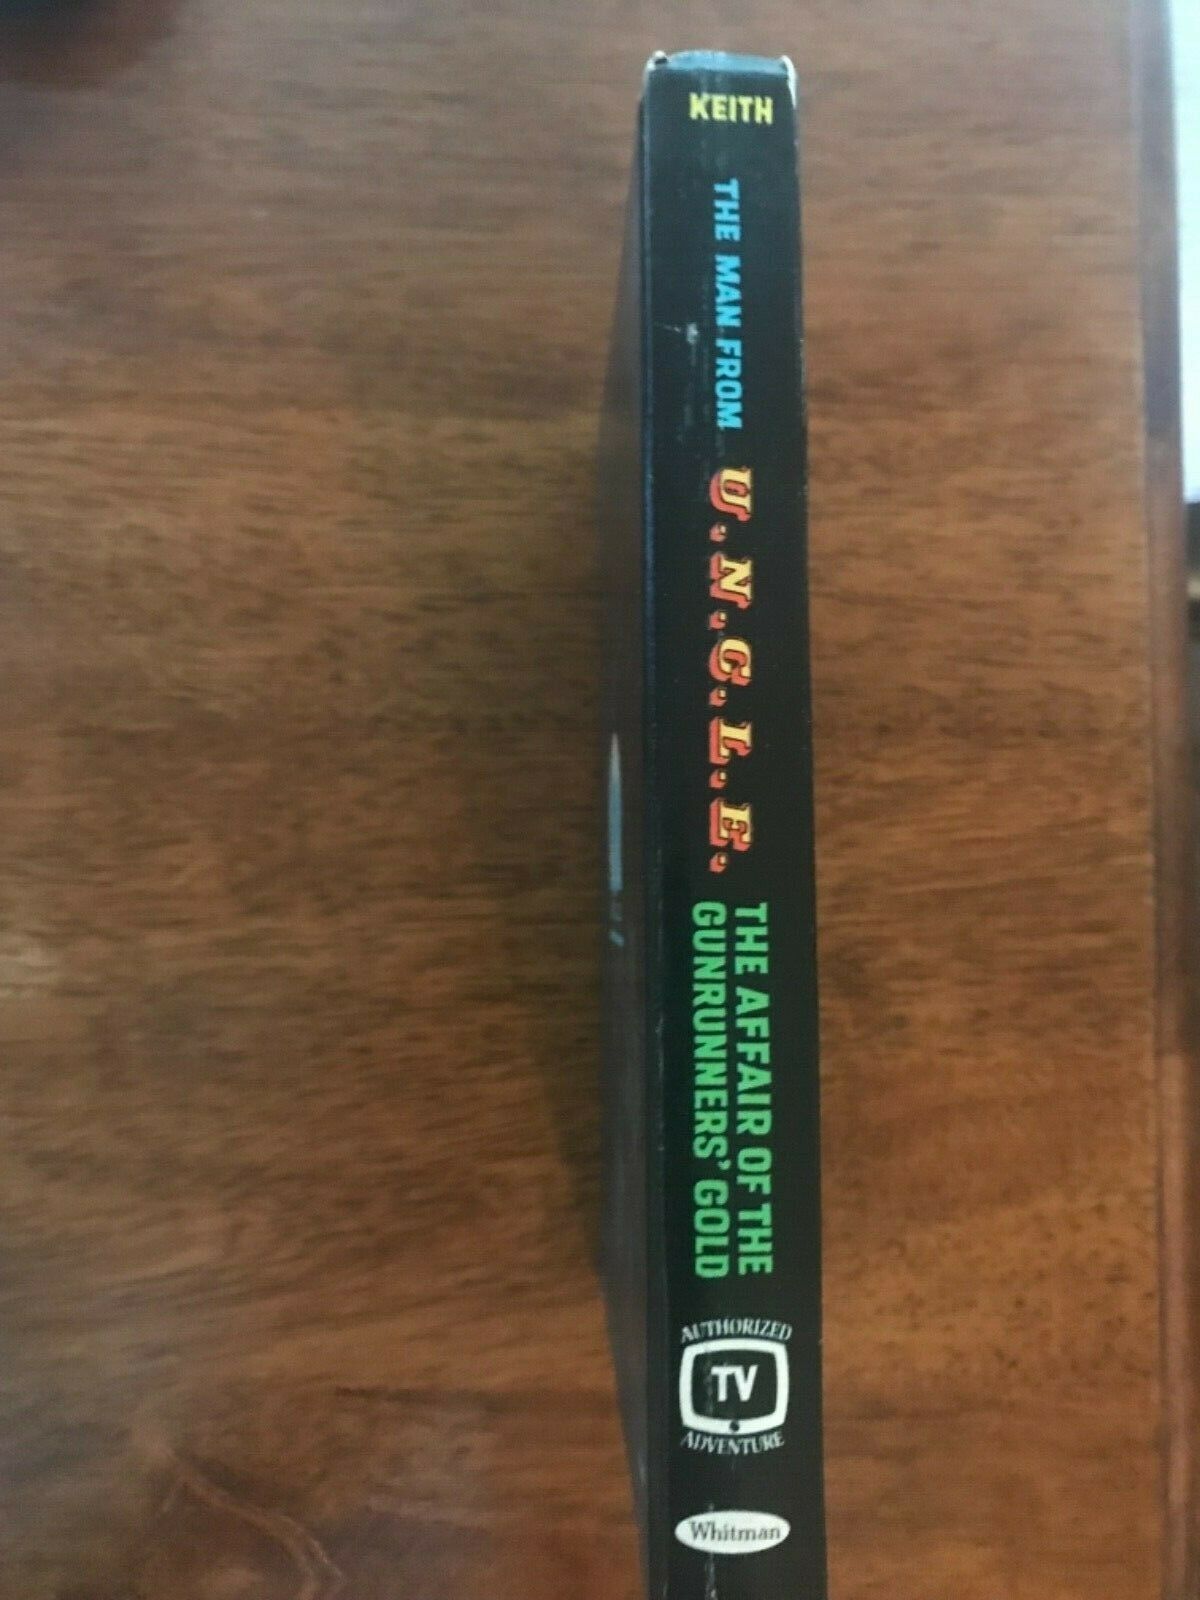 KEITH
THE MAN FROM
U.N.C.L.E.
THE AFFAIR OF THE
GUNRUNNERS' GOLD
AUTHORIZED
TV
ADVENTURE
Whitman